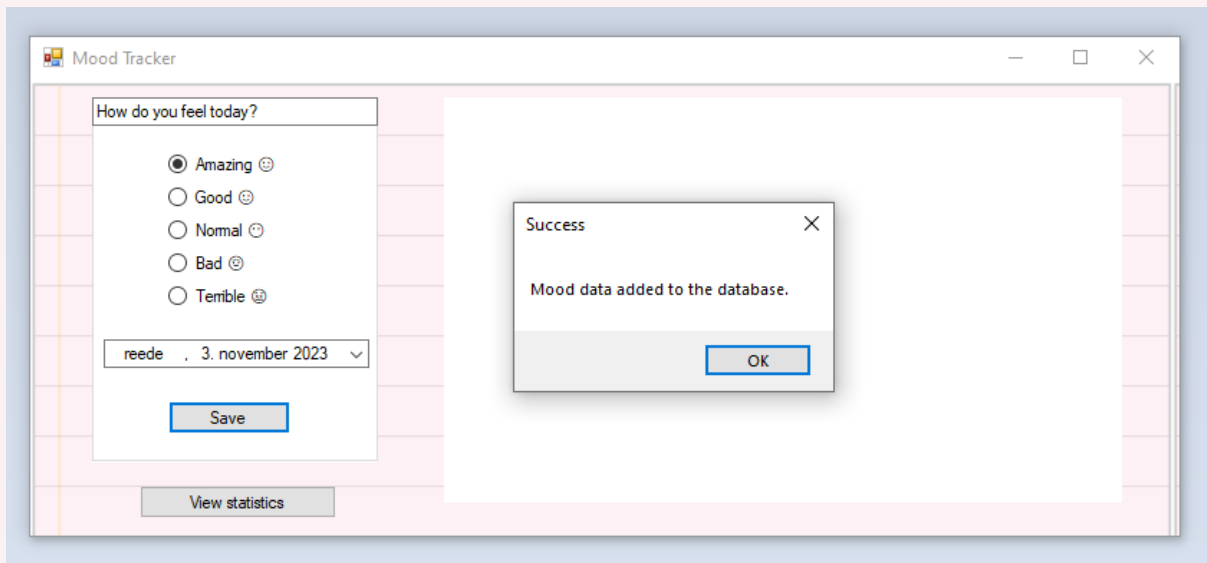 Mood Tracker
How do you feel today?
Amazing
Good
Normal
Bad
Terrible
reede , 3. november 2023
Save
View statistics
Success
Mood data added to the database.
OK